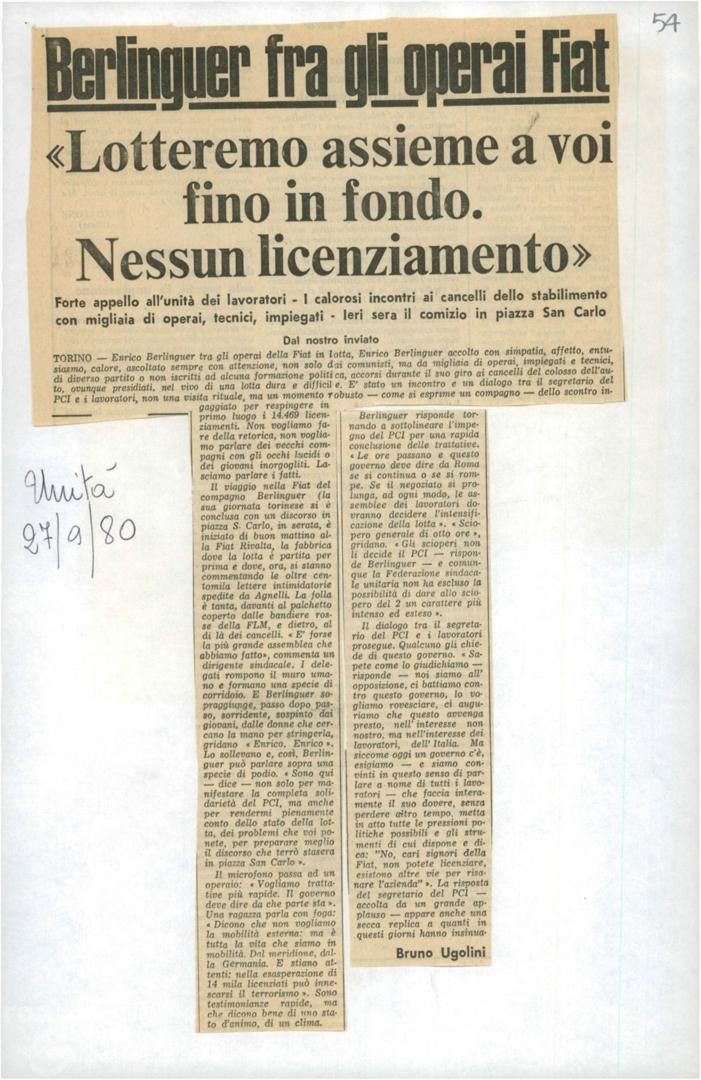 54
Berlinguer fra gli operai Fiat
«Lotteremo assieme a voi
fino in fondo.
Nessun licenziamento»
Forte appello all'unità dei lavoratori - I calorosi incontri ai cancelli dello stabilimento
con migliaia di operai, tecnici, impiegati - Ieri sera il comizio in piazza San Carlo
Dal nostro inviato
TORINO — Enrico Berlinguer tra gli operai della Fiat in lotta, Enrico Berlinguer accolto con simpatia, affetto, entu-
siasmo, calore, ascoltato sempre con attenzione, non solo dai comunisti, ma da migliaia di operai, impiegati e tecnici,
di diverso partito o non iscritti ad alcuna formazione politica, accorsi durante il suo giro ai cancelli del colosso dell'au-
to, ovunque presidiati, nel vivo di una lotta dura e difficile. E' stato un incontro e un dialogo tra il segretario del
PCI e i lavoratori, non una visita rituale, ma un momento robusto — come si esprime un compagno — dello scontro in-
gaggiato per respingere in
primo luogo i 14.469 licen-
ziamenti. Non vogliamo fa-
re della retorica, non voglia-
mo parlare dei vecchi com-
pagni con gli occhi lucidi o
dei giovani inorgogliti. La-
sciamo parlare i fatti.
Il viaggio nella Fiat del
compagno Berlinguer (la
sua giornata torinese si è
conclusa con un discorso in
piazza S. Carlo, in serata, è
iniziato di buon mattino al-
la Fiat Rivalta, la fabbrica
dove la lotta è partita per
prima e dove, ora, si stanno
commentando le oltre cen-
tomila lettere intimidatorie
spedite da Agnelli. La folla
è tanta, davanti al palchetto
coperto dalle bandiere ros-
se della FLM, e dietro, al
di là dei cancelli. « E' forse
la più grande assemblea che
abbiamo fatto», commenta un
dirigente sindacale. I dele-
gati rompono il muro uma-
no e formano una specie di
corridoio. E Berlinguer so-
praggiunge, passo dopo pas-
so, sorridente, sospinto dai
giovani, dalle donne che cer-
cano la mano per stringerla,
gridano « Enrico, Enrico ».
Lo sollevano e, così, Berlin-
guer può parlare sopra una
specie di podio. « Sono qui
— dice — non solo per ma-
nifestare la completa soli-
darietà del PCI, ma anche
per rendermi pienamente
conto dello stato della lot-
ta, dei problemi che voi po-
nete, per preparare meglio
il discorso che terrò stasera
in piazza San Carlo ».
Il microfono passa ad un
operaio: « Vogliamo tratta-
tive più rapide. Il governo
deve dire da che parte sta ».
Una ragazza parla con foga:
« Dicono che non vogliamo
la mobilità esterna: ma è
tutta la vita che siamo in
mobilità. Dal meridione, dal-
la Germania. E stiano at-
tenti: nella esasperazione di
14 mila licenziati può inne-
scarsi il terrorismo ». Sono
testimonianze rapide, ma
che dicono bene di uno sta-
to d'animo, di un clima.
Berlinguer risponde tor-
nando a sottolineare l'impe-
gno del PCI per una rapida
conclusione delle trattative.
« Le ore passano e questo
governo deve dire da Roma
se si continua o se si rom-
pe. Se il negoziato si pro-
lunga, ad ogni modo, le as-
semblee dei lavoratori do-
vranno decidere l'intensifi-
cazione della lotta ». « Scio-
pero generale di otto ore »,
gridano. « Gli scioperi non
li decide il PCI — rispon-
de Berlinguer — e comun-
que la Federazione sindaca-
le unitaria non ha escluso la
possibilità di dare allo scio-
pero del 2 un carattere più
intenso ed esteso ».
Il dialogo tra il segreta-
rio del PCI e i lavoratori
prosegue. Qualcuno gli chie-
de di questo governo. « Sa-
pete come lo giudichiamo —
risponde — noi siamo all'
opposizione, ci battiamo con-
tro questo governo, lo vo-
gliamo rovesciare, ci augu-
riamo che questo avvenga
presto, nell'interesse non
nostro, ma nell'interesse dei
lavoratori, dell'Italia. Ma
siccome oggi un governo c'è,
esigiamo — e siamo con-
vinti in questo senso di par-
lare a nome di tutti i lavo-
ratori — che faccia intera-
mente il suo dovere, senza
perdere altro tempo, metta
in atto tutte le pressioni po-
litiche possibili e gli stru-
menti di cui dispone e di-
ca: "No, cari signori della
Fiat, non potete licenziare,
esistono altre vie per risa-
nare l'azienda" ». La risposta
del segretario del PCI —
accolta da un grande ap-
plauso — appare anche una
secca replica a quanti in
questi giorni hanno insinua-
Bruno Ugolini
Unità
27/9/80